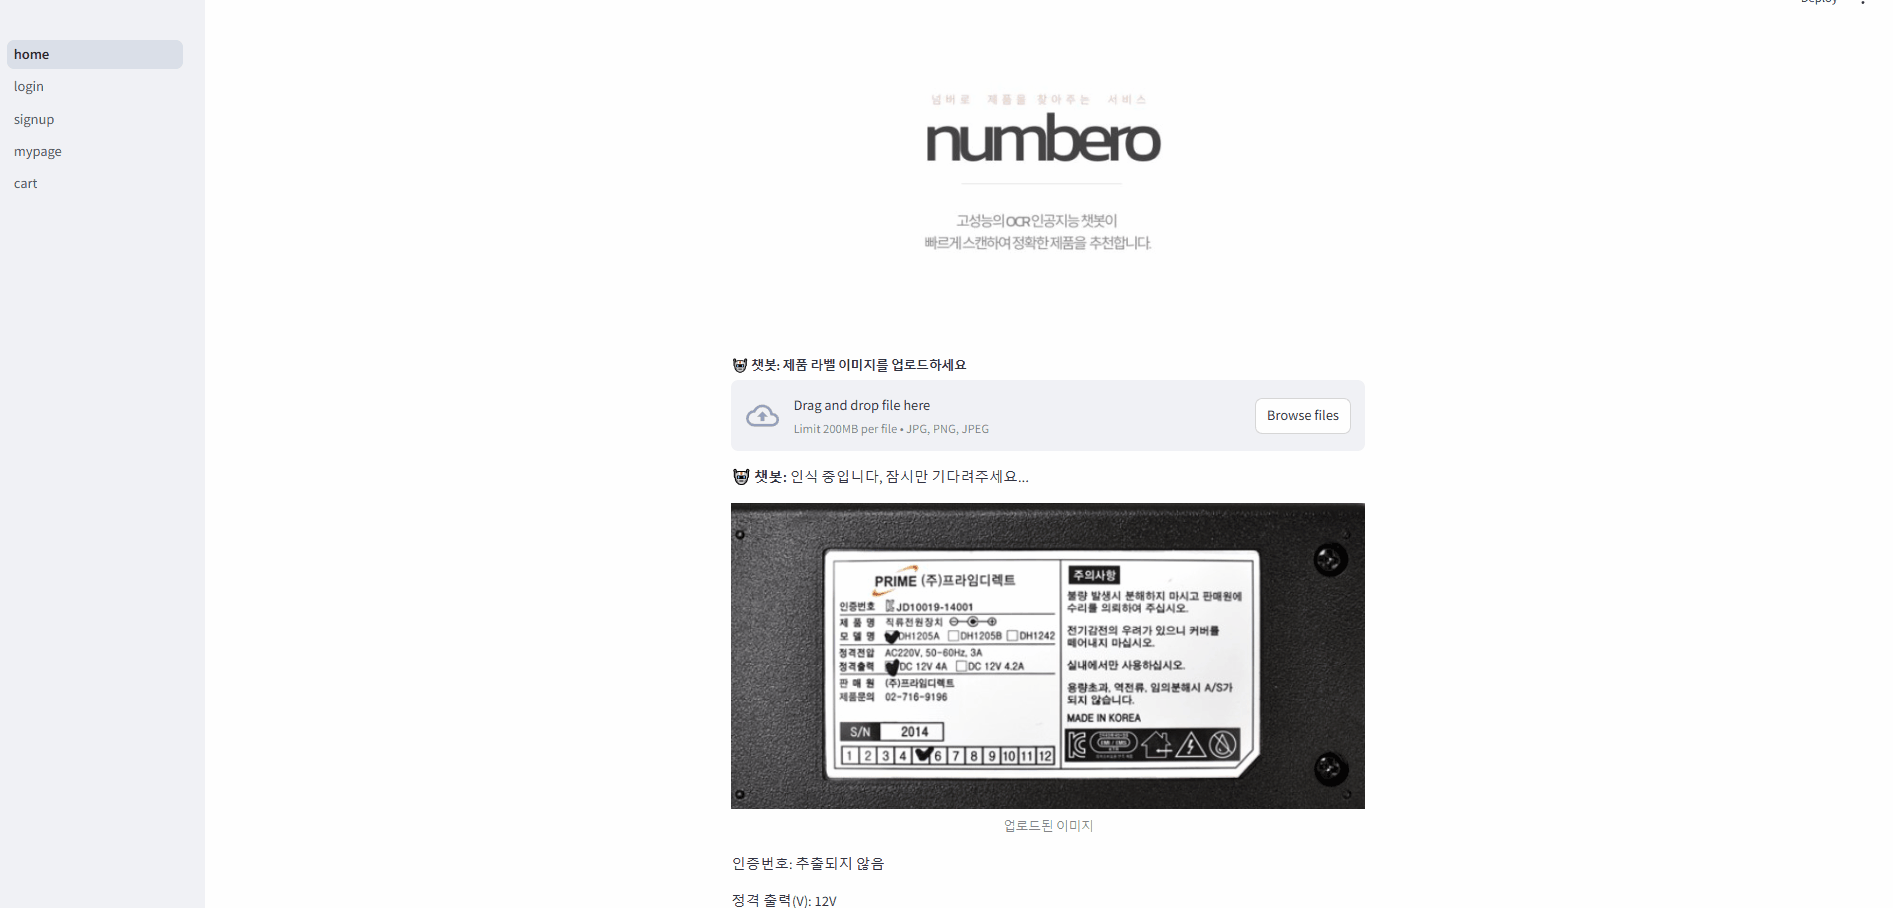 Deploy
home
login
signup
mypage
cart
넘버로 제품을 찾아주는 서비스
numbero
고성능의 OCR 인공지능 챗봇이
빠르게 스캔하여 정확한 제품을 추천합니다.
챗봇: 제품 라벨 이미지를 업로드하세요
Drag and drop file here
Limit 200MB per file • JPG, PNG, JPEG
Browse files
챗봇: 인식 중입니다, 잠시만 기다려주세요...
PRIME (주)프라임디렉트
인증번호 JD10019-14001
제 품 명 직류전원장치
모 델 명 DH1205A DH1205B DH1242
정격전압 AC220V, 50-60Hz, 3A
정격출력 DC 12V 4A DC 12V 4.2A
판 매 원 (주)프라임디렉트
제품문의 02-716-9196
S/N 2014
1 2 3 4 6 7 8 9 10 11 12
주의사항
불량 발생시 분해하지 마시고 판매원에
수리를 의뢰하여 주십시오.
전기감전의 우려가 있으니 커버를
떼어내지 마십시오.
실내에서만 사용하십시오.
용량초과, 역전류, 임의분해시 A/S가
되지 않습니다.
MADE IN KOREA
업로드된 이미지
인증번호: 추출되지 않음
정격 출력(V): 12V